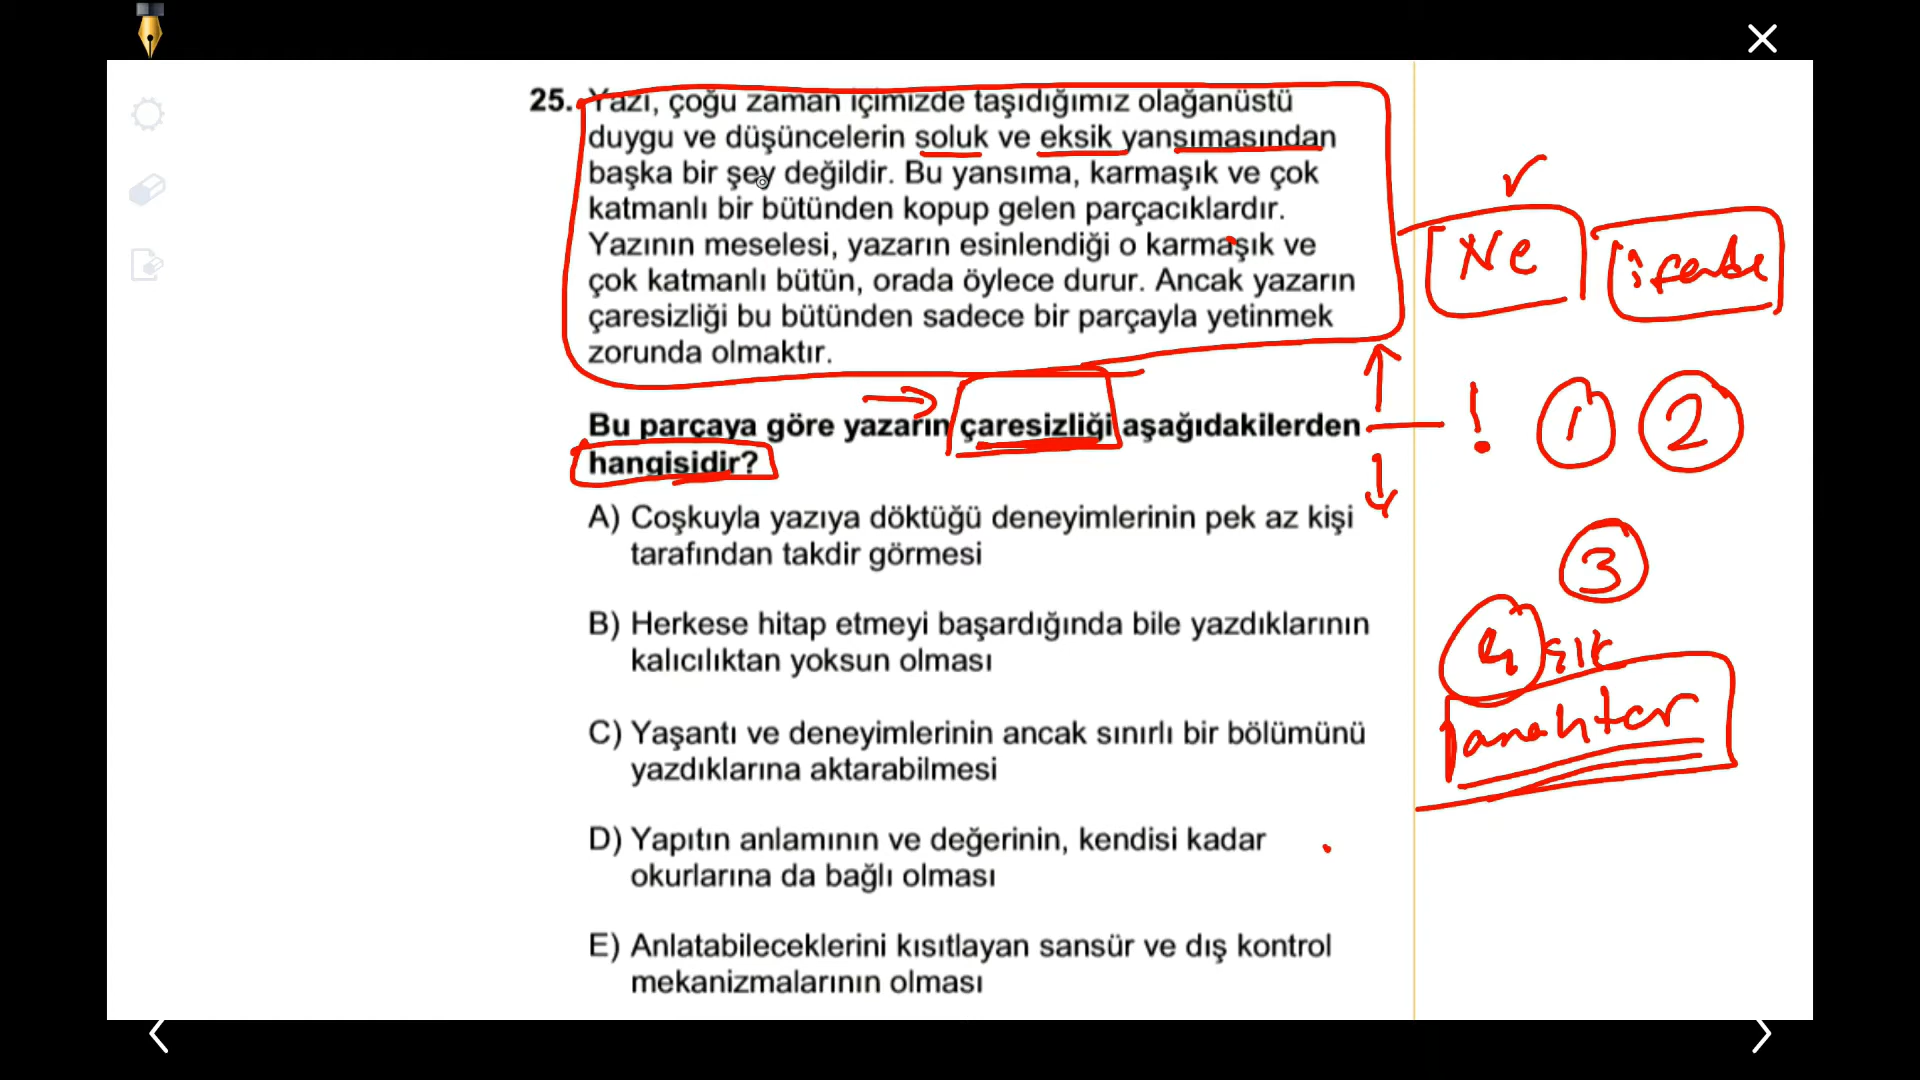 25. Yazı, çoğu zaman içimizde taşıdığımız olağanüstü
duygu ve düşüncelerin soluk ve eksik yansımasından
başka bir şey değildir. Bu yansıma, karmaşık ve çok
katmanlı bir bütünden kopup gelen parçacıklardır.
Yazının meselesi, yazarın esinlendiği o karmaşık ve
çok katmanlı bütün, orada öylece durur. Ancak yazarın
çaresizliği bu bütünden sadece bir parçayla yetinmek
zorunda olmaktır.
Bu parçaya göre yazarın çaresizliği aşağıdakilerden
hangisidir?
A) Coşkuyla yazıya döktüğü deneyimlerinin pek az kişi
tarafından takdir görmesi
B) Herkese hitap etmeyi başardığında bile yazdıklarının
kalıcılıktan yoksun olması
C) Yaşantı ve deneyimlerinin ancak sınırlı bir bölümünü
yazdıklarına aktarabilmesi
D) Yapıtın anlamının ve değerinin, kendisi kadar
okurlarına da bağlı olması
E) Anlatabileceklerini kısıtlayan sansür ve dış kontrol
mekanizmalarının olması
Ne ifade
! 1 2
3
4 şık
anahtar